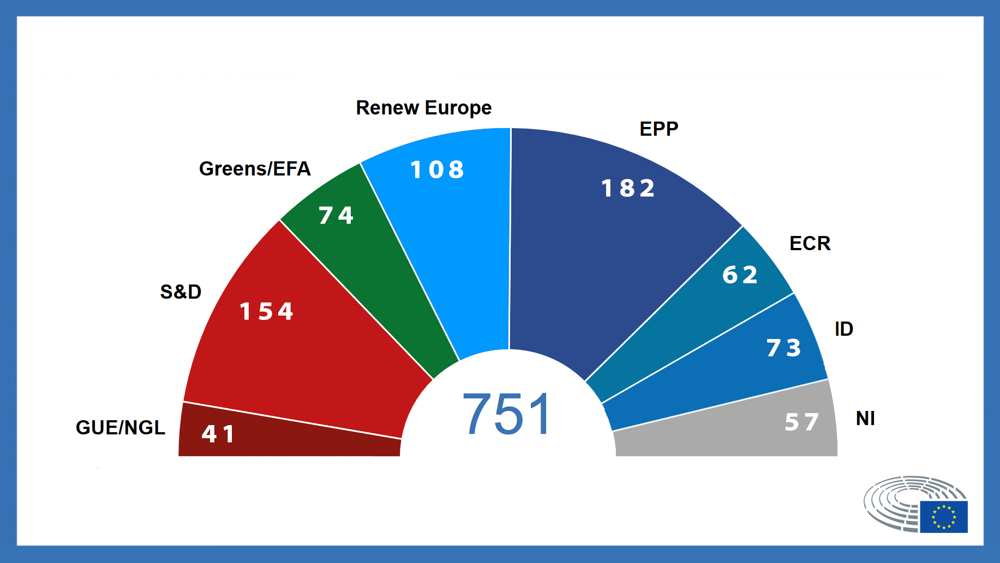 Renew Europe
EPP
Greens/EFA
108
182
74
ECR
62
S&D
154
ID
73
751
GUE/NGL
41
57
NI